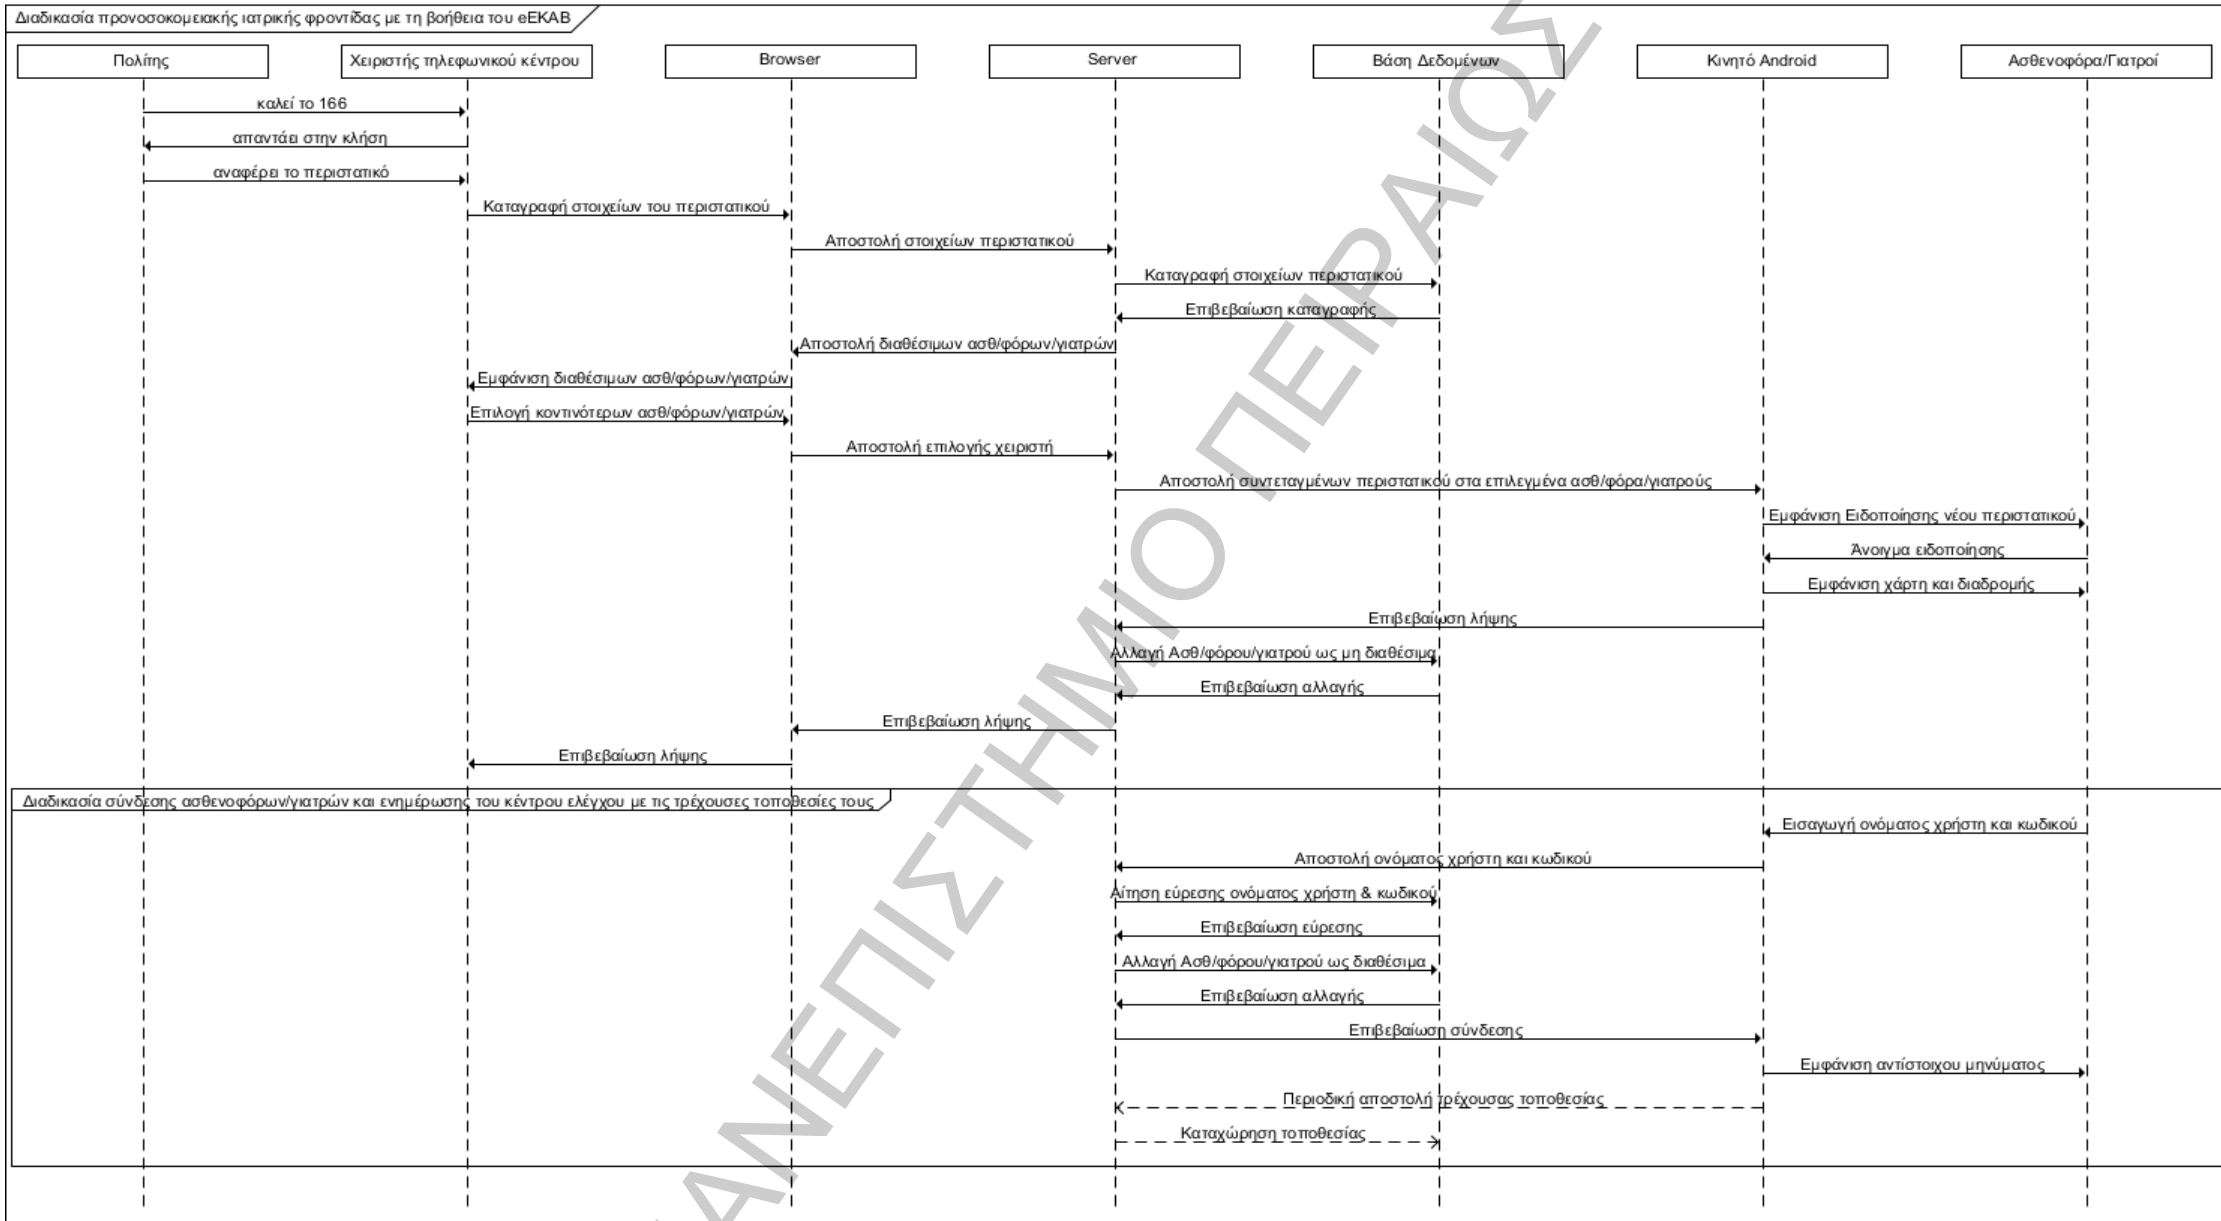 Διαδικασία προνοσοκομειακής ιατρικής φροντίδας με τη βοήθεια του eEKAB
Πολίτης
Χειριστής τηλεφωνικού κέντρου
Browser
Server
Βάση Δεδομένων
Κινητό Android
Ασθενοφόρα/Γιατροί
καλεί το 166
απαντάει στην κλήση
αναφέρει το περιστατικό
Καταγραφή στοιχείων του περιστατικού
Αποστολή στοιχείων περιστατικού
Καταγραφή στοιχείων περιστατικού
Επιβεβαίωση καταγραφής
Αποστολή διαθέσιμων ασθ/φόρων/γιατρών
Εμφάνιση διαθέσιμων ασθ/φόρων/γιατρών
Επιλογή κοντινότερων ασθ/φόρων/γιατρών
Αποστολή επιλογής χειριστή
Αποστολή συντεταγμένων περιστατικού στα επιλεγμένα ασθ/φόρα/γιατρούς
Εμφάνιση Ειδοποίησης νέου περιστατικού
Άνοιγμα ειδοποίησης
Εμφάνιση χάρτη και διαδρομής
Επιβεβαίωση λήψης
Αλλαγή Ασθ/φόρου/γιατρού ως μη διαθέσιμα
Επιβεβαίωση αλλαγής
Επιβεβαίωση λήψης
Επιβεβαίωση λήψης
Διαδικασία σύνδεσης ασθενοφόρων/γιατρών και ενημέρωσης του κέντρου ελέγχου με τις τρέχουσες τοποθεσίες τους
Εισαγωγή ονόματος χρήστη και κωδικού
Αποστολή ονόματος χρήστη και κωδικού
Αίτηση εύρεσης ονόματος χρήστη & κωδικού
Επιβεβαίωση εύρεσης
Αλλαγή Ασθ/φόρου/γιατρού ως διαθέσιμα
Επιβεβαίωση αλλαγής
Επιβεβαίωση σύνδεσης
Εμφάνιση αντίστοιχου μηνύματος
Περιοδική αποστολή τρέχουσας τοποθεσίας
Καταχώρηση τοποθεσίας
ΑΝΕΠΙΣΤΗΜΙΟ ΠΕΙΡΑΙΩΣ